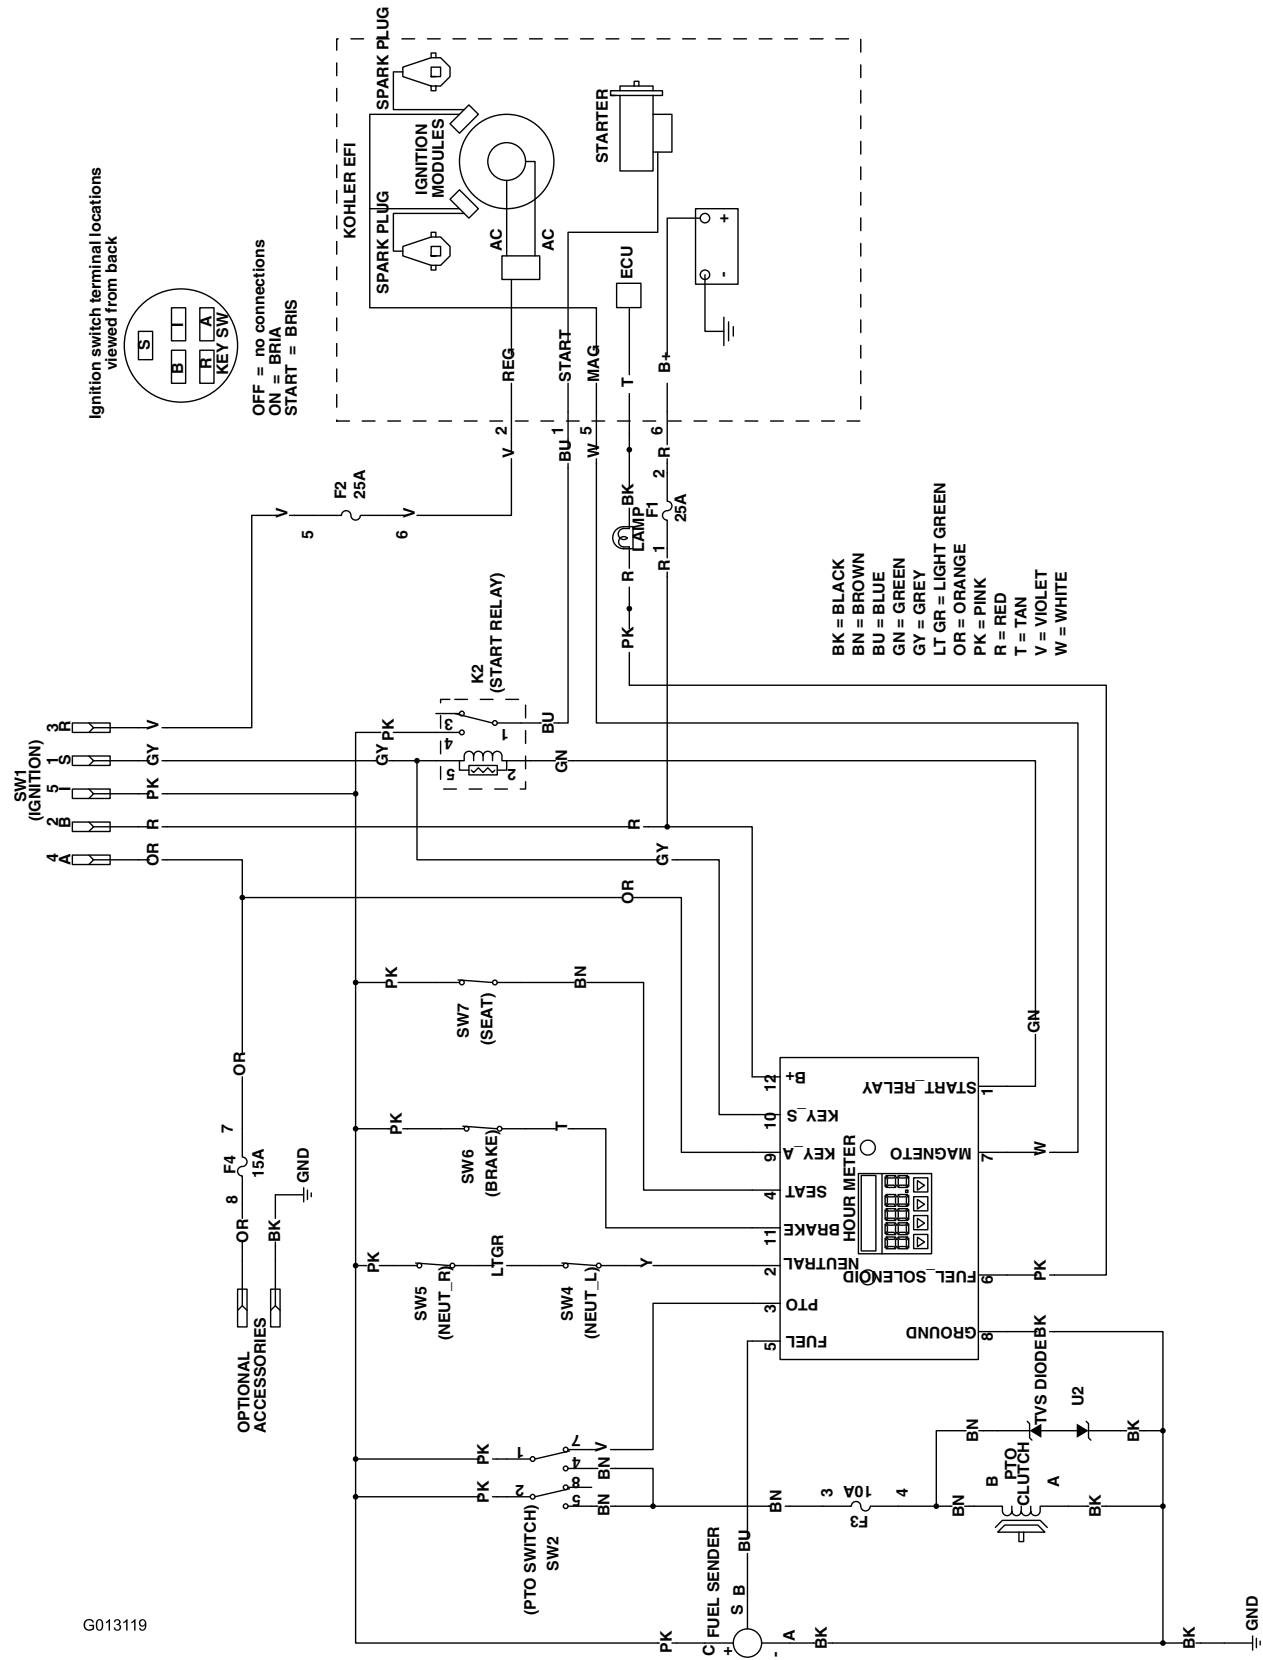 Ignition switch terminal locations
viewed from back
S
B
I
R
A
KEY SW
OFF = no connections
ON = BRIA
START = BRIS
KOHLER EFI
SPARK PLUG
SPARK PLUG
IGNITION
MODULES
AC
AC
STARTER
ECU
+
-
REG
START
MAG
T
B+
2
1
5
6
V
BU
W
R
2
F1
25A
1
R
BK
LAMP
R
PK
V
5
F2
25A
6
V
SW1
(IGNITION)
3
R
1
S
5
I
2
B
4
A
V
GY
PK
R
OR
K2
(START RELAY)
PK
GY
3
4
1
5
2
BU
GN
R
GY
OR
BK = BLACK
BN = BROWN
BU = BLUE
GN = GREEN
GY = GREY
LT GR = LIGHT GREEN
OR = ORANGE
PK = PINK
R = RED
T = TAN
V = VIOLET
W = WHITE
PK
SW7
(SEAT)
BN
PK
SW6
(BRAKE)
T
PK
SW5
(NEUT_R)
LTGR
SW4
(NEUT_L)
Y
OR
7
F4
15A
8
OR
BK
GND
OPTIONAL
ACCESSORIES
12
B+
10
KEY_S
9
KEY_A
4
SEAT
11
BRAKE
2
NEUTRAL
3
PTO
5
FUEL
HOUR METER
START_RELAY
1
MAGNETO
7
FUEL_SOLENOID
6
GROUND
8
GN
W
PK
BK
PK
1
7
V
4
BN
PK
2
8
5
BN
(PTO SWITCH)
SW2
BN
3
F3
10A
4
BN
B
PTO
CLUTCH
A
BK
BN
TVS DIODE
U2
BK
PK
C
+
FUEL SENDER
S
B
BU
-
A
BK
BK
GND
G013119